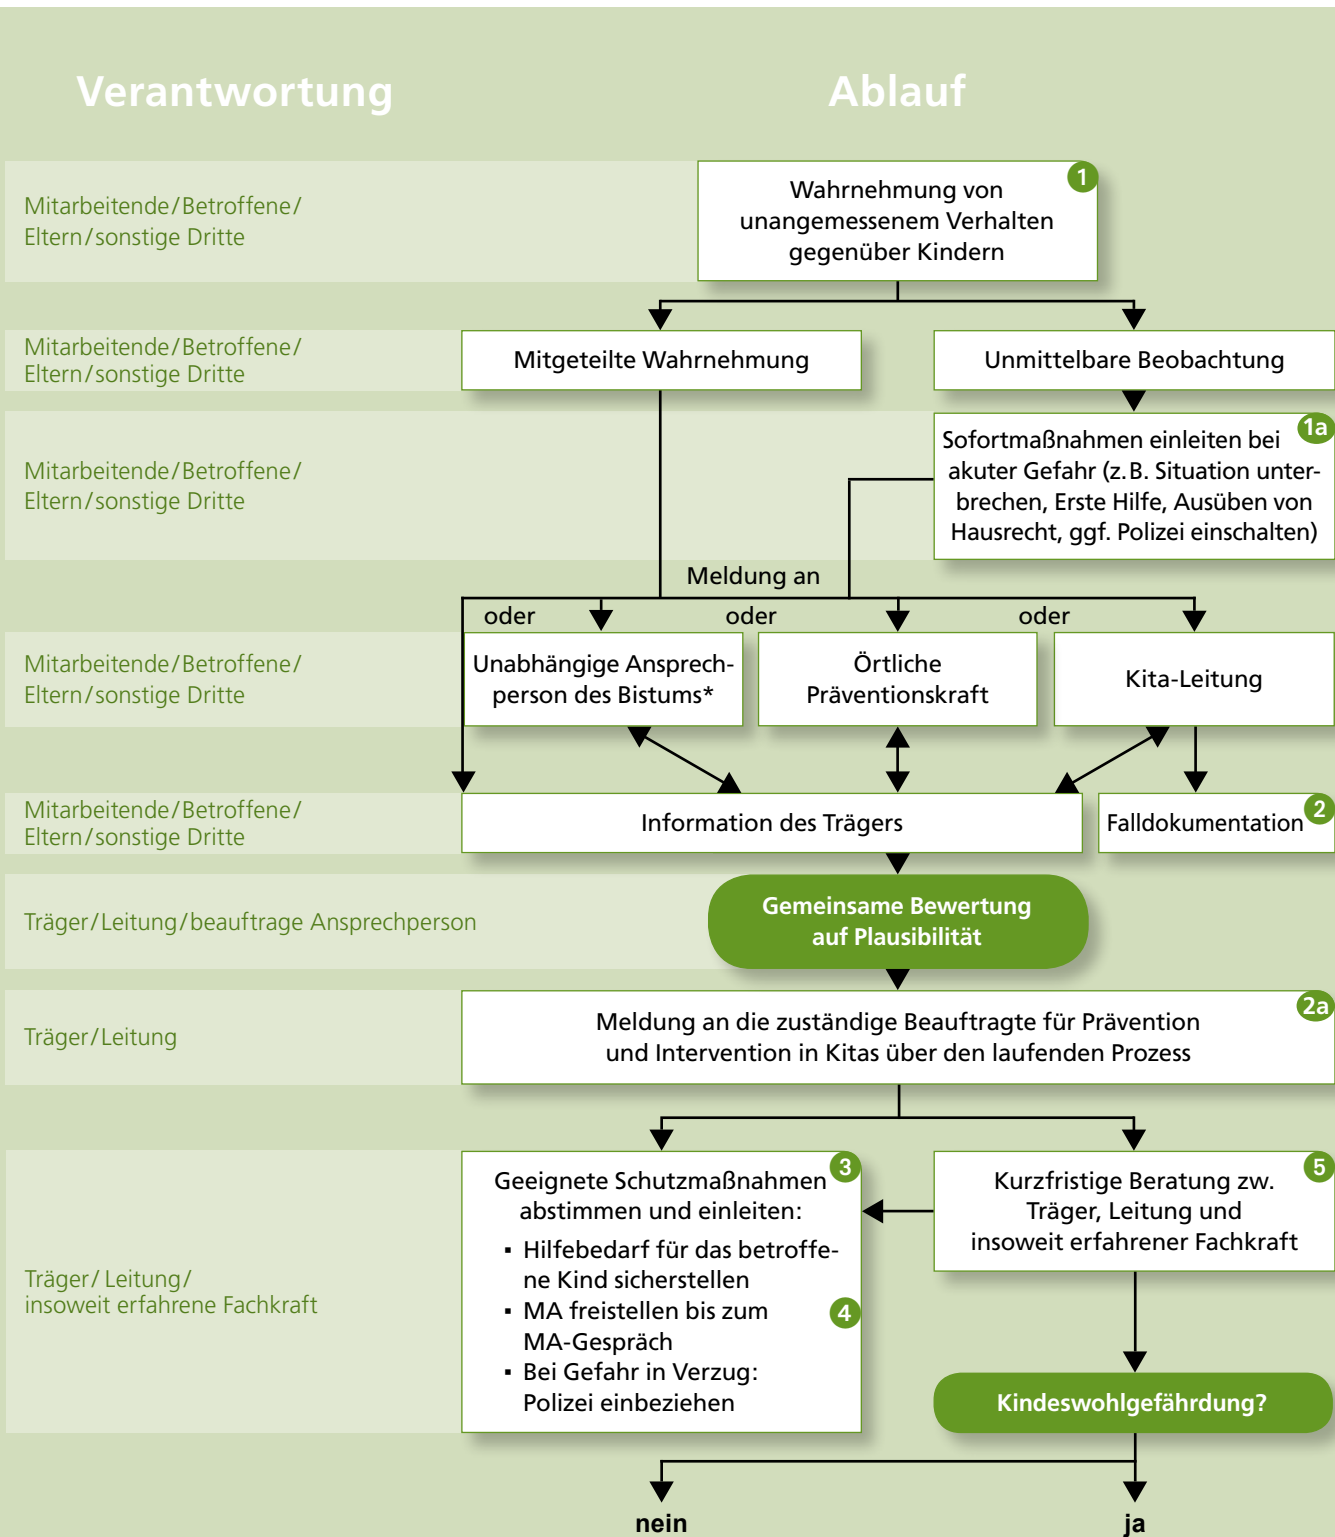 Verantwortung
Ablauf
Mitarbeitende/Betroffene/
Eltern/sonstige Dritte
1
Wahrnehmung von
unangemessenem Verhalten
gegenüber Kindern
Mitarbeitende/Betroffene/
Eltern/sonstige Dritte
Mitgeteilte Wahrnehmung
Unmittelbare Beobachtung
Mitarbeitende/Betroffene/
Eltern/sonstige Dritte
1a
Sofortmaßnahmen einleiten bei
akuter Gefahr (z.B. Situation unter-
brechen, Erste Hilfe, Ausüben von
Hausrecht, ggf. Polizei einschalten)
Meldung an
oder
oder
oder
Mitarbeitende/Betroffene/
Eltern/sonstige Dritte
Unabhängige Ansprech-
person des Bistums*
Örtliche
Präventionskraft
Kita-Leitung
Mitarbeitende/Betroffene/
Eltern/sonstige Dritte
Information des Trägers
Falldokumentation
2
Träger/Leitung/beauftrage Ansprechperson
Gemeinsame Bewertung
auf Plausibilität
Träger/Leitung
2a
Meldung an die zuständige Beauftragte für Prävention
und Intervention in Kitas über den laufenden Prozess
Träger/Leitung/
insoweit erfahrene Fachkraft
3
Geeignete Schutzmaßnahmen
abstimmen und einleiten:
▪ Hilfebedarf für das betroffe-
ne Kind sicherstellen
▪ MA freistellen bis zum
MA-Gespräch
4
▪ Bei Gefahr in Verzug:
Polizei einbeziehen
5
Kurzfristige Beratung zw.
Träger, Leitung und
insoweit erfahrener Fachkraft
Kindeswohlgefährdung?
nein
ja